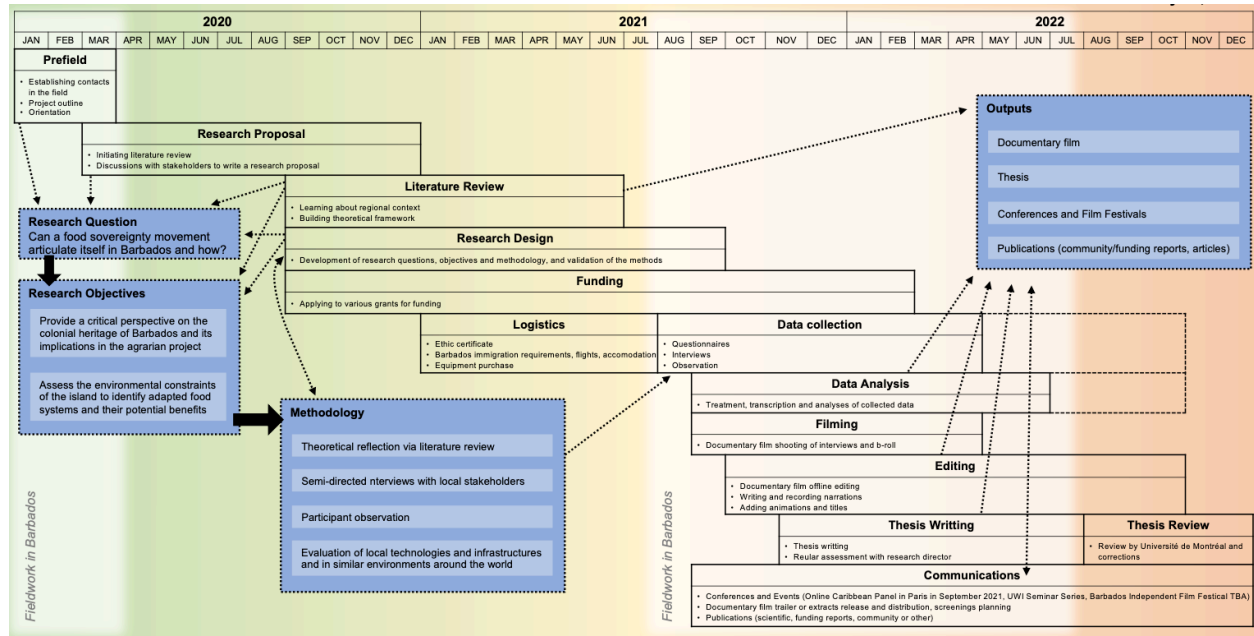 2020
2021
2022
JAN FEB MAR APR MAY JUN JUL AUG SEP OCT NOV DEC JAN FEB MAR APR MAY JUN JUL AUG SEP OCT NOV DEC JAN FEB MAR APR MAY JUN JUL AUG SEP OCT NOV DEC
Prefield
• Establishing contacts
in the field
• Project outline
• Orientation
Research Proposal
• Initiating literature review
• Discussions with stakeholders to write a research proposal
Literature Review
• Learning about regional context
• Building theoretical framework
Research Question
Can a food sovereignty movement
articulate itself in Barbados and how?
Research Design
• Development of research questions, objectives and methodology, and validation of the methods
Funding
• Applying to various grants for funding
Research Objectives
Provide a critical perspective on the
colonial heritage of Barbados and its
implications in the agrarian project
Assess the environmental constraints
of the island to identify adapted food
systems and their potential benefits
Logistics
• Ethic certificate
• Barbados immigration requirements, flights, accomodation
• Equipment purchase
Data collection
• Questionnaires
• Interviews
• Observation
Data Analysis
• Treatment, transcription and analyses of collected data
Filming
• Documentary film shooting of interviews and b-roll
Methodology
Theoretical reflection via literature review
Semi-directed nterviews with local stakeholders
Participant observation
Evaluation of local technologies and infrastructures
and in similar environments around the world
Editing
• Documentary film offline editing
• Writing and recording narrations
• Adding animations and titles
Thesis Writting
• Thesis writting
• Reular assessment with research director
Thesis Review
• Review by Université de Montréal and
corrections
Communications
• Conferences and Events (Online Caribbean Panel in Paris in September 2021, UWI Seminar Series, Barbados Independent Film Festical TBA)
• Documentary film trailer or extracts release and distribution, screenings planning
• Publications (scientific, funding reports, community or other)
Outputs
Documentary film
Thesis
Conferences and Film Festivals
Publications (community/funding reports, articles)
Fieldwork in Barbados
Fieldwork in Barbados